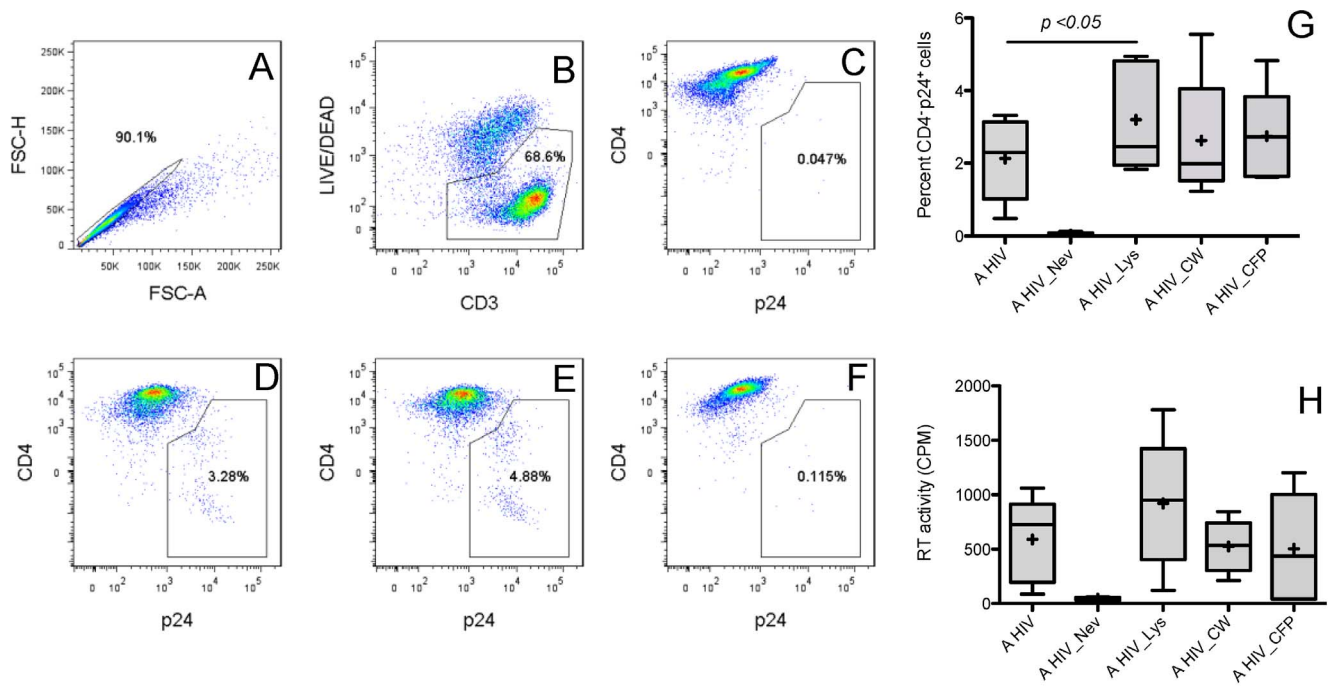 A
FSC-H
250K
200K
150K
100K
50K
0
90.1%
50K 100K 150K 200K 250K
FSC-A
B
LIVE/DEAD
10^5
10^4
10^3
10^2
0
68.6%
0 10^2 10^3 10^4 10^5
CD3
C
CD4
10^5
10^4
10^3
0
0.047%
0 10^2 10^3 10^4 10^5
p24
G
Percent CD4-p24+ cells
6
4
2
0
p <0.05
A HIV
A HIV_Nev
A HIV_Lys
A HIV_CW
A HIV_CFP
D
CD4
10^5
10^4
10^3
0
3.28%
0 10^2 10^3 10^4 10^5
p24
E
CD4
10^5
10^4
10^3
0
4.88%
0 10^2 10^3 10^4 10^5
p24
F
CD4
10^5
10^4
10^3
0
0.115%
0 10^2 10^3 10^4 10^5
p24
H
RT activity (CPM)
2000
1500
1000
500
0
A HIV
A HIV_Nev
A HIV_Lys
A HIV_CW
A HIV_CFP